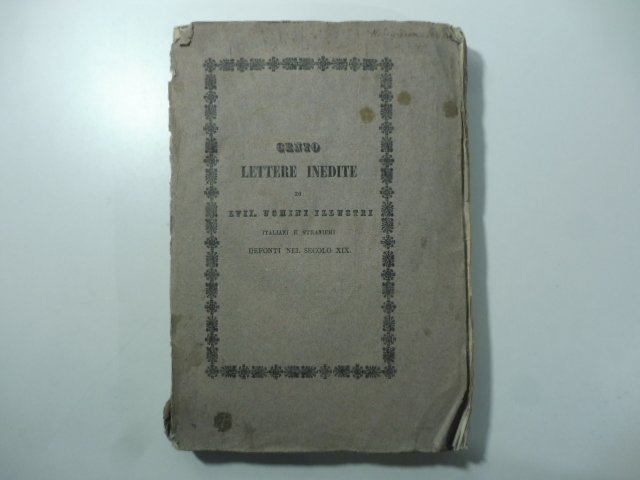 CENTO
LETTERE INEDITE
DI
LVII. UOMINI ILLUSTRI
ITALIANI E STRANIERI
DEFONTI NEL SECOLO XIX.